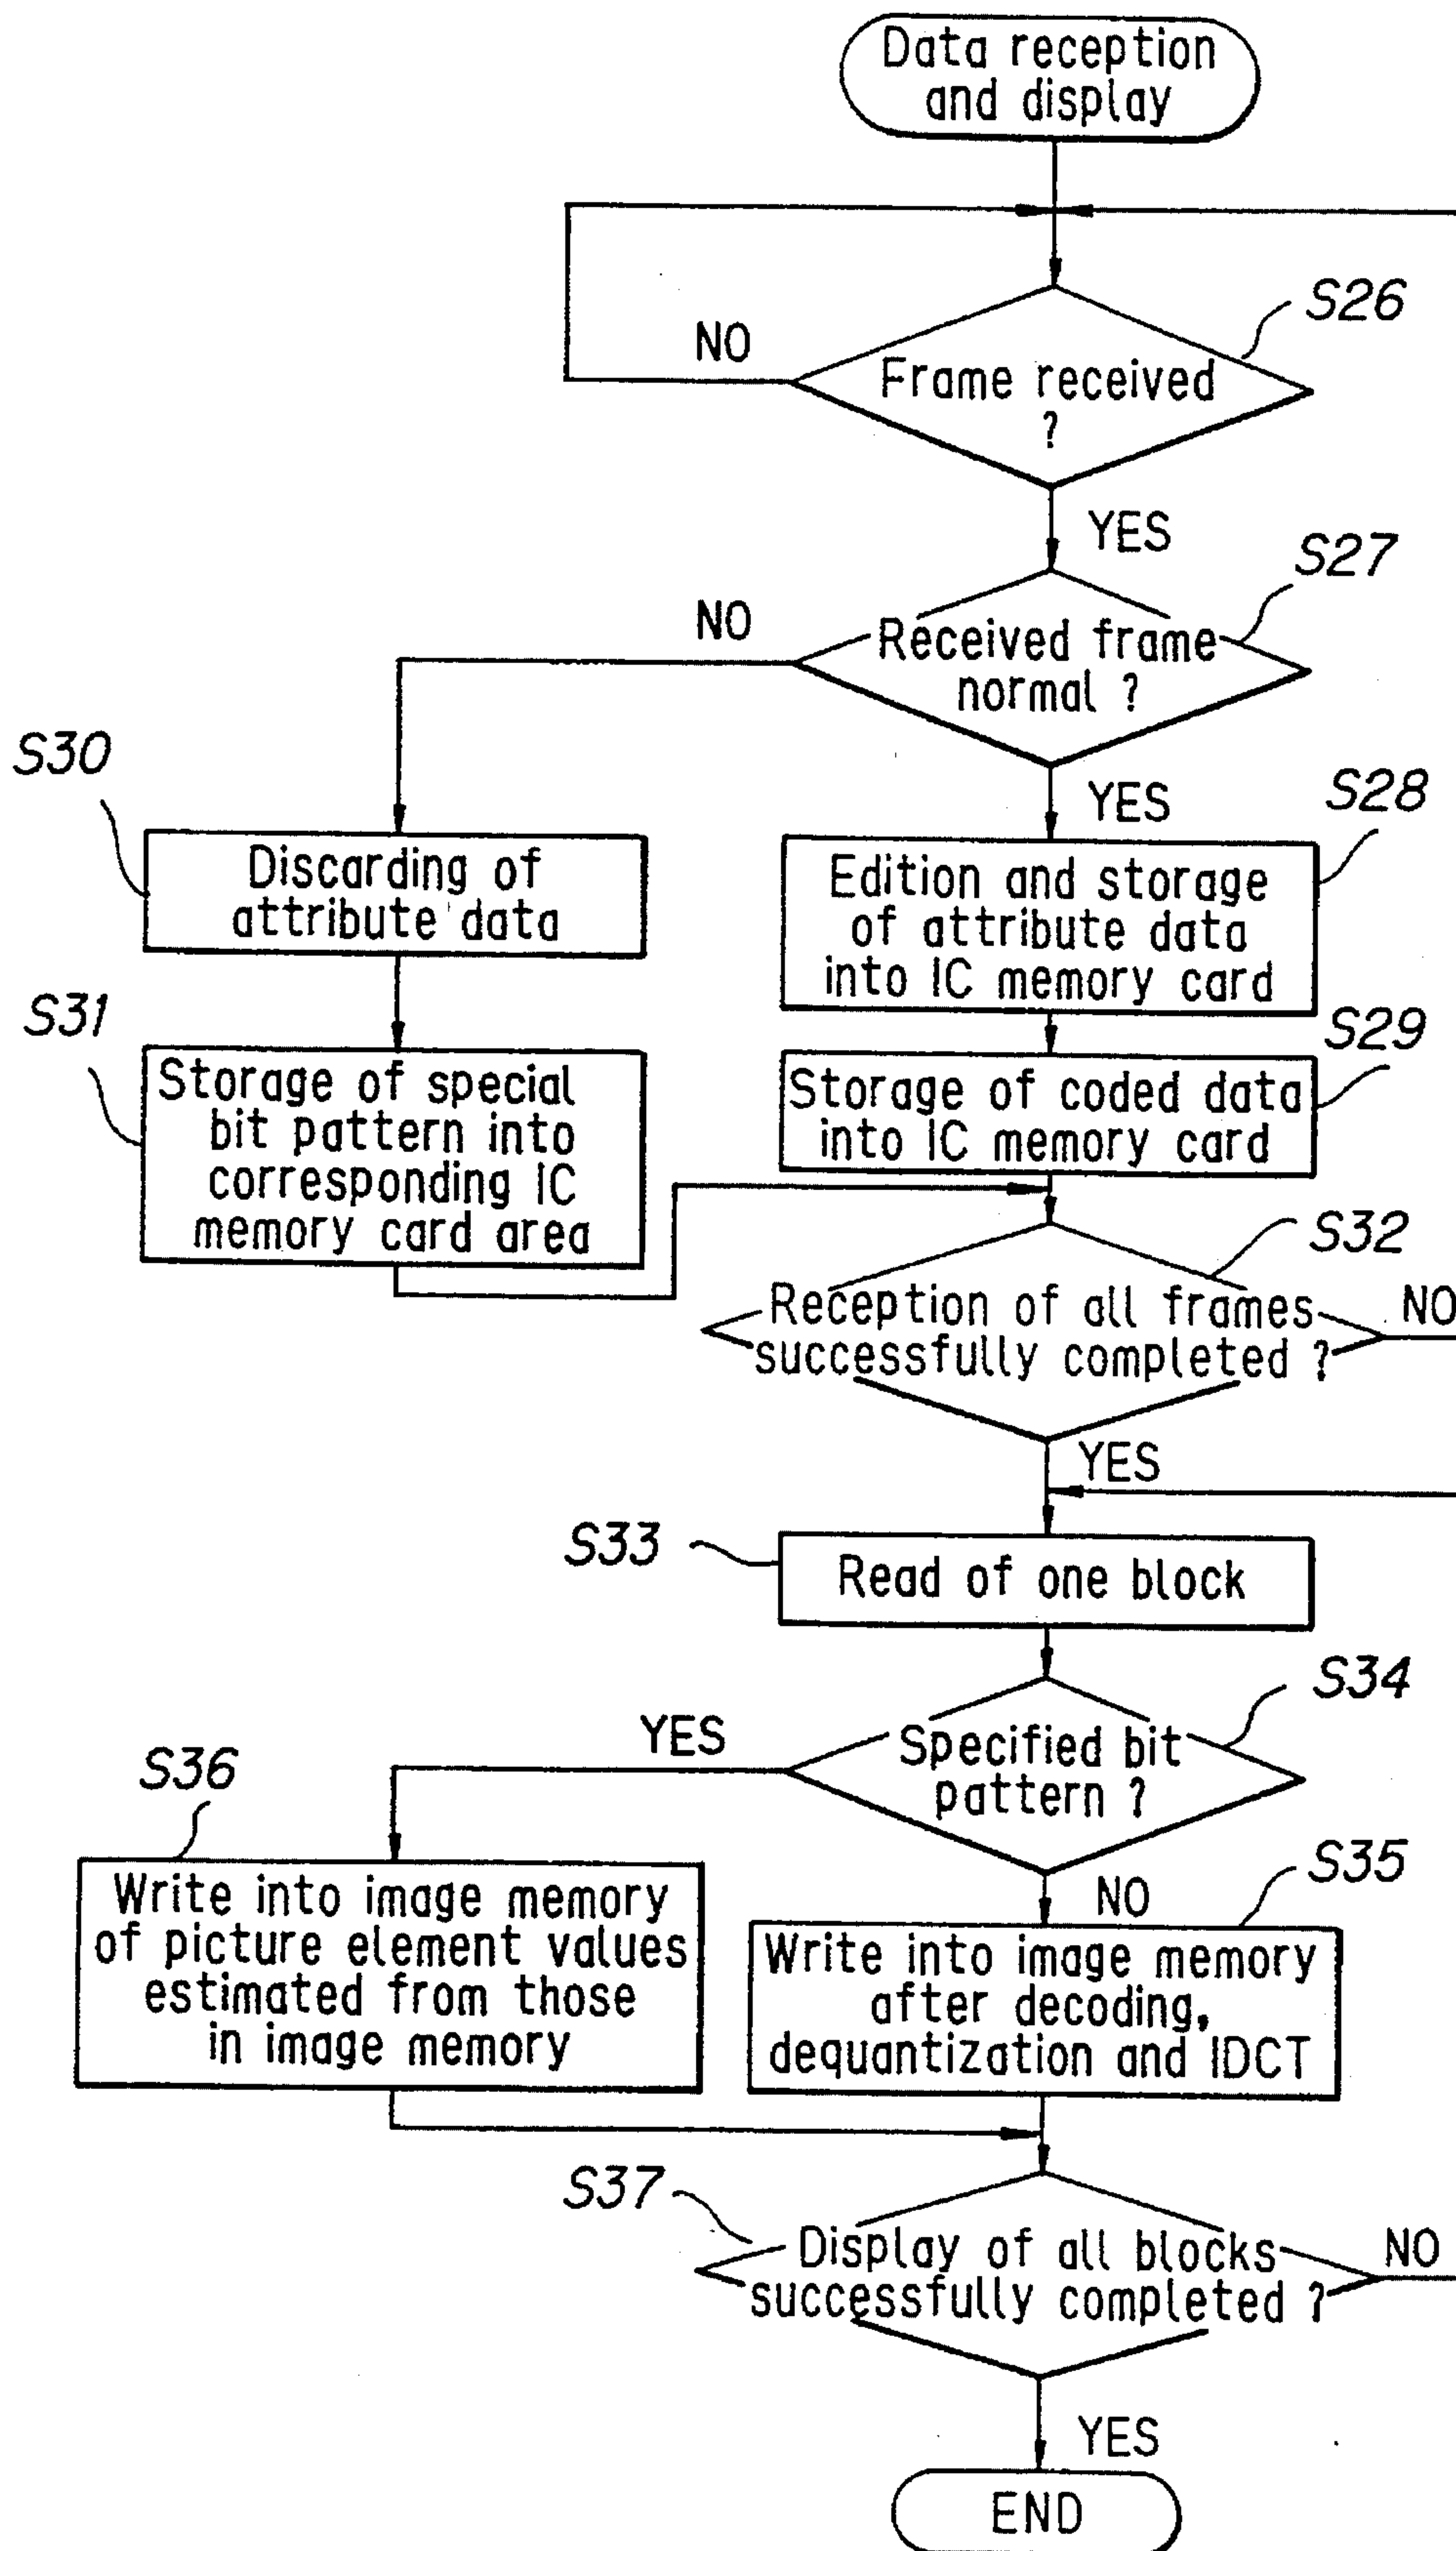 Data reception
and display
S26
NO
Frame received
?
YES
S27
NO
Received frame
normal ?
S30
YES
S28
Discarding of
attribute data
Edition and storage
of attribute data
into IC memory card
S31
S29
Storage of special
bit pattern into
corresponding IC
memory card area
Storage of coded data
into IC memory card
S32
Reception of all frames
successfully completed ?
NO
YES
S33
Read of one block
S34
YES
Specified bit
pattern ?
S36
S35
NO
Write into image memory
of picture element values
estimated from those
in image memory
Write into image memory
after decoding,
dequantization and IDCT
S37
Display of all blocks
successfully completed ?
NO
YES
END